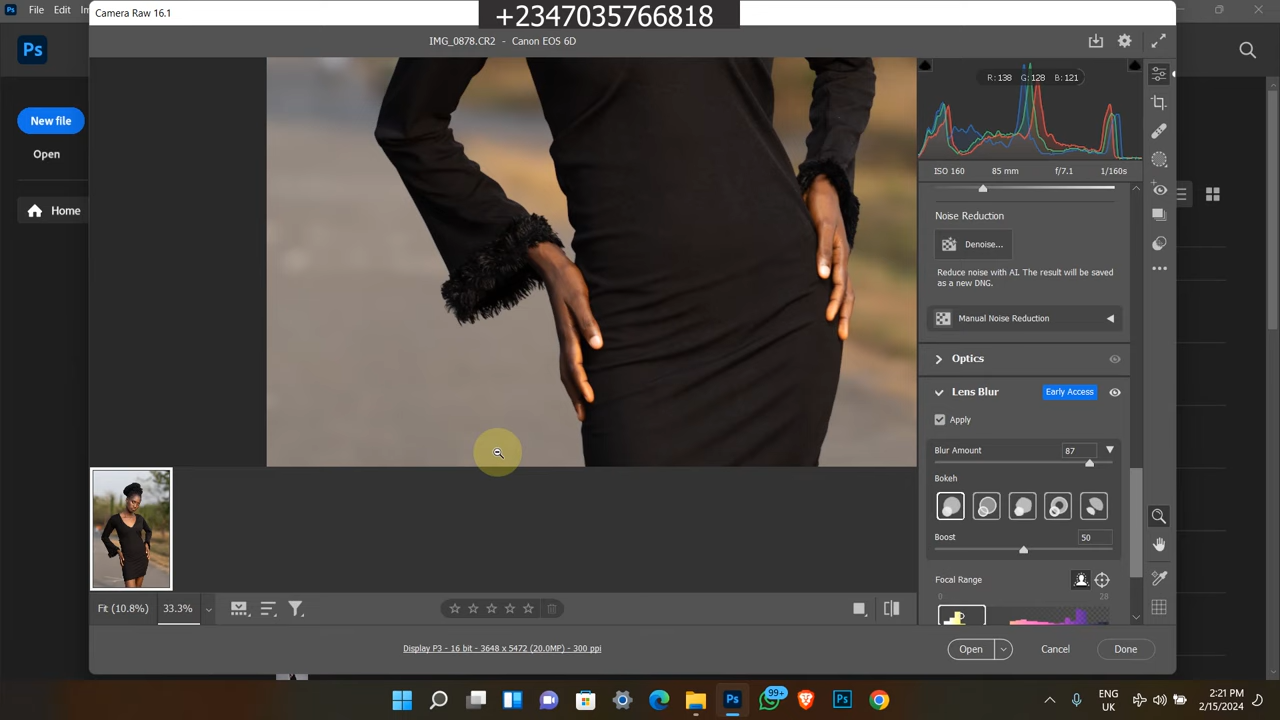 File
Ed
Camera Raw 16.1
+2347035766818
Ps
IMG_0878.CR2 - Canon EOS 6D
R: 138 G: 128 B: 121
New file
Open
Home
ISO 160 85 mm f/7.1 1/160s
Noise Reduction
Denoise...
Reduce noise with AI. The result will be saved
as a new DNG.
Manual Noise Reduction
Optics
Lens Blur Early Access
Apply
Blur Amount 87
Bokeh
Boost 50
Focal Range
0 20
Fit (10.8%) 33.3%
Display P3 - 16 bit - 3648 x 5472 (20.0MP) - 300 ppi
Open Cancel Done
99+
ENG
UK
2:21 PM
2/15/2024